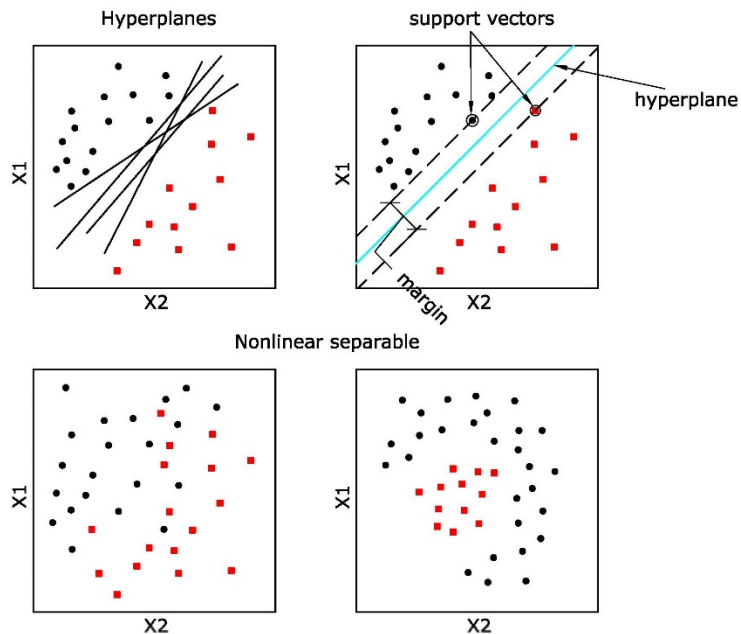 Hyperplanes
support vectors
hyperplane
X1
X2
X1
margin
X2
Nonlinear separable
X1
X2
X1
X2